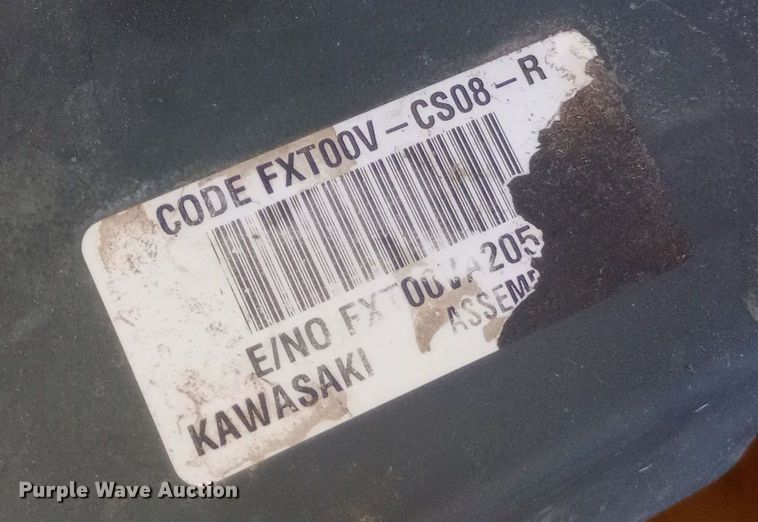 CODE FXT00V-CS08-R
E/NO FXT00VA205
KAWASAKI ASSEM
Purple Wave Auction